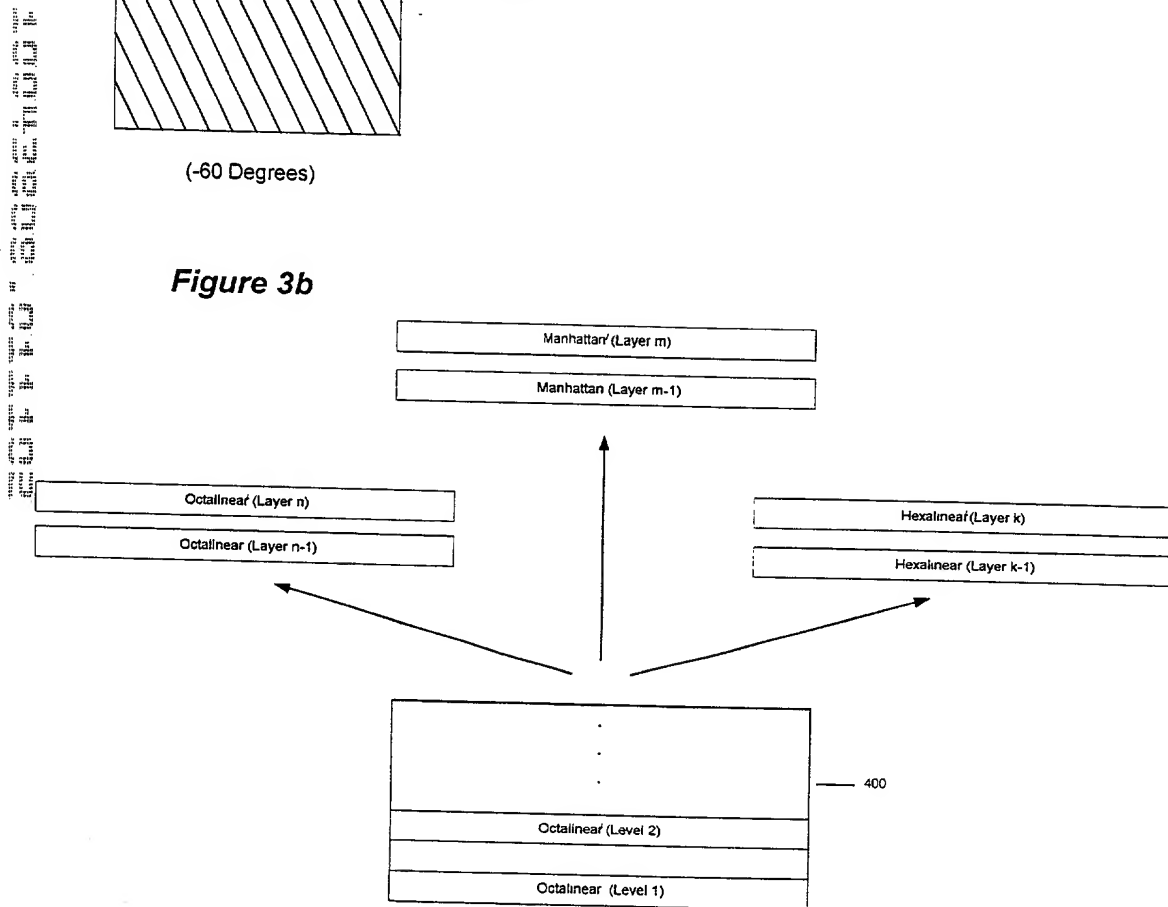 (-60 Degrees)
Figure 3b
Manhattan' (Layer m)
Manhattan (Layer m-1)
Octalinear' (Layer n)
Octalinear (Layer n-1)
Hexalinear' (Layer k)
Hexalinear (Layer k-1)
400
Octalinear' (Level 2)
Octalinear (Level 1)